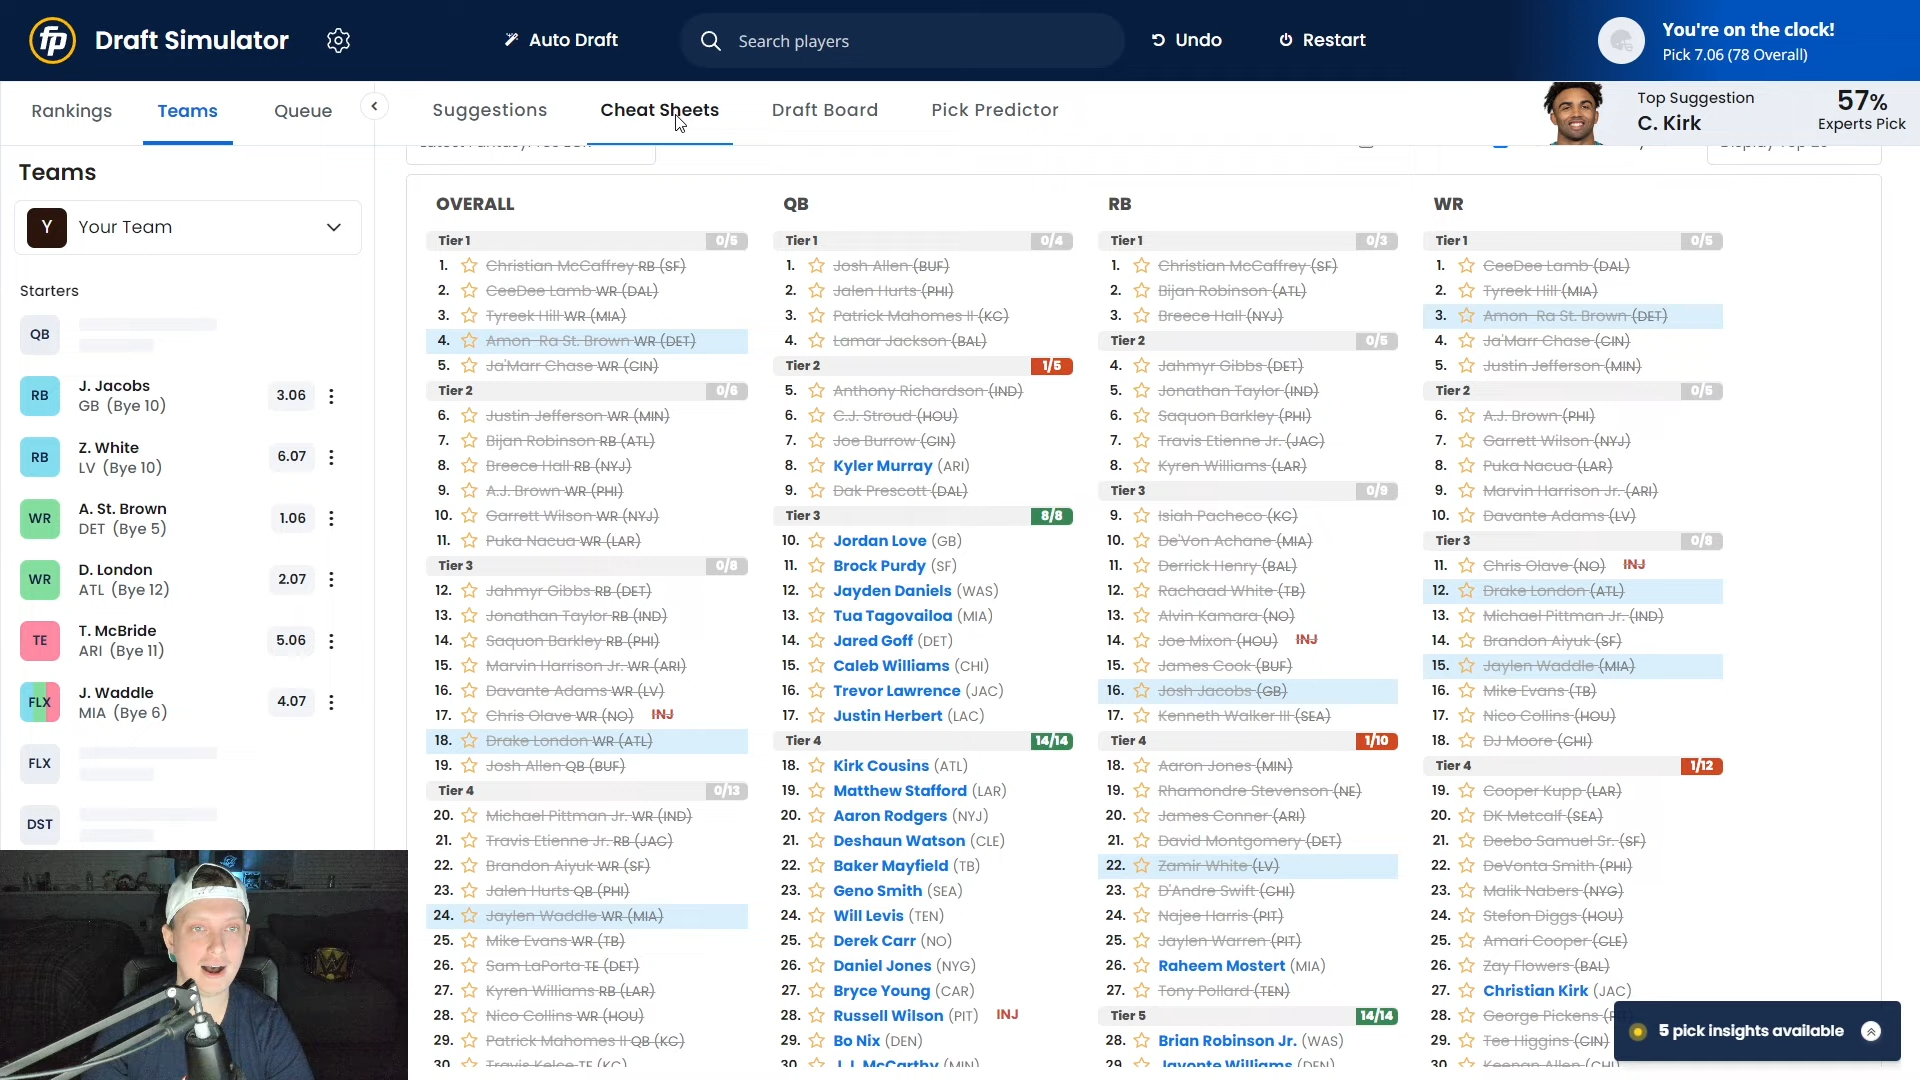 fp Draft Simulator
Auto Draft
Search players
Undo
Restart
You're on the clock!
Pick 7.06 (78 Overall)
Rankings
Teams
Queue
Suggestions
Cheat Sheets
Draft Board
Pick Predictor
Top Suggestion
C. Kirk
57%
Experts Pick
Teams
Y Your Team
Starters
QB
RB J. Jacobs 3.06
GB (Bye 10)
RB Z. White 6.07
LV (Bye 10)
WR A. St. Brown 1.06
DET (Bye 5)
WR D. London 2.07
ATL (Bye 12)
TE T. McBride 5.06
ARI (Bye 11)
FLX J. Waddle 4.07
MIA (Bye 6)
FLX
DST
OVERALL
Tier 1 0/5
1. Christian McCaffrey RB (SF)
2. CeeDee Lamb WR (DAL)
3. Tyreek Hill WR (MIA)
4. Amon-Ra St. Brown WR (DET)
5. Ja'Marr Chase WR (CIN)
Tier 2 0/6
6. Justin Jefferson WR (MIN)
7. Bijan Robinson RB (ATL)
8. Breece Hall RB (NYJ)
9. A.J. Brown WR (PHI)
10. Garrett Wilson WR (NYJ)
11. Puka Nacua WR (LAR)
Tier 3 0/8
12. Jahmyr Gibbs RB (DET)
13. Jonathan Taylor RB (IND)
14. Saquon Barkley RB (PHI)
15. Marvin Harrison Jr. WR (ARI)
16. Davante Adams WR (LV)
17. Chris Olave WR (NO) INJ
18. Drake London WR (ATL)
19. Josh Allen QB (BUF)
Tier 4 0/13
20. Michael Pittman Jr. WR (IND)
21. Travis Etienne Jr. RB (JAC)
22. Brandon Aiyuk WR (SF)
23. Jalen Hurts QB (PHI)
24. Jaylen Waddle WR (MIA)
25. Mike Evans WR (TB)
26. Sam LaPorta TE (DET)
27. Kyren Williams RB (LAR)
28. Nico Collins WR (HOU)
29. Patrick Mahomes II QB (KC)
30. Travis Kelce TE (KC)
QB
Tier 1 0/4
1. Josh Allen (BUF)
2. Jalen Hurts (PHI)
3. Patrick Mahomes II (KC)
4. Lamar Jackson (BAL)
Tier 2 1/5
5. Anthony Richardson (IND)
6. C.J. Stroud (HOU)
7. Joe Burrow (CIN)
8. Kyler Murray (ARI)
9. Dak Prescott (DAL)
Tier 3 8/8
10. Jordan Love (GB)
11. Brock Purdy (SF)
12. Jayden Daniels (WAS)
13. Tua Tagovailoa (MIA)
14. Jared Goff (DET)
15. Caleb Williams (CHI)
16. Trevor Lawrence (JAC)
17. Justin Herbert (LAC)
Tier 4 14/14
18. Kirk Cousins (ATL)
19. Matthew Stafford (LAR)
20. Aaron Rodgers (NYJ)
21. Deshaun Watson (CLE)
22. Baker Mayfield (TB)
23. Geno Smith (SEA)
24. Will Levis (TEN)
25. Derek Carr (NO)
26. Daniel Jones (NYG)
27. Bryce Young (CAR)
28. Russell Wilson (PIT) INJ
29. Bo Nix (DEN)
30. J.J. McCarthy (MIN)
RB
Tier 1 0/3
1. Christian McCaffrey (SF)
2. Bijan Robinson (ATL)
3. Breece Hall (NYJ)
Tier 2 0/5
4. Jahmyr Gibbs (DET)
5. Jonathan Taylor (IND)
6. Saquon Barkley (PHI)
7. Travis Etienne Jr. (JAC)
8. Kyren Williams (LAR)
Tier 3 0/9
9. Isiah Pacheco (KC)
10. De'Von Achane (MIA)
11. Derrick Henry (BAL)
12. Rachaad White (TB)
13. Alvin Kamara (NO)
14. Joe Mixon (HOU) INJ
15. James Cook (BUF)
16. Josh Jacobs (GB)
17. Kenneth Walker III (SEA)
Tier 4 1/10
18. Aaron Jones (MIN)
19. Rhamondre Stevenson (NE)
20. James Conner (ARI)
21. David Montgomery (DET)
22. Zamir White (LV)
23. D'Andre Swift (CHI)
24. Najee Harris (PIT)
25. Jaylen Warren (PIT)
26. Raheem Mostert (MIA)
27. Tony Pollard (TEN)
Tier 5 14/14
28. Brian Robinson Jr. (WAS)
29. Javonte Williams (DEN)
WR
Tier 1 0/5
1. CeeDee Lamb (DAL)
2. Tyreek Hill (MIA)
3. Amon-Ra St. Brown (DET)
4. Ja'Marr Chase (CIN)
5. Justin Jefferson (MIN)
Tier 2 0/5
6. A.J. Brown (PHI)
7. Garrett Wilson (NYJ)
8. Puka Nacua (LAR)
9. Marvin Harrison Jr. (ARI)
10. Davante Adams (LV)
Tier 3 0/8
11. Chris Olave (NO) INJ
12. Drake London (ATL)
13. Michael Pittman Jr. (IND)
14. Brandon Aiyuk (SF)
15. Jaylen Waddle (MIA)
16. Mike Evans (TB)
17. Nico Collins (HOU)
18. DJ Moore (CHI)
Tier 4 1/12
19. Cooper Kupp (LAR)
20. DK Metcalf (SEA)
21. Deebo Samuel Sr. (SF)
22. DeVonta Smith (PHI)
23. Malik Nabers (NYG)
24. Stefon Diggs (HOU)
25. Amari Cooper (CLE)
26. Zay Flowers (BAL)
27. Christian Kirk (JAC)
28. George Pickens
29. Tee Higgins (CIN)
30. Keenan Allen (CHI)
5 pick insights available